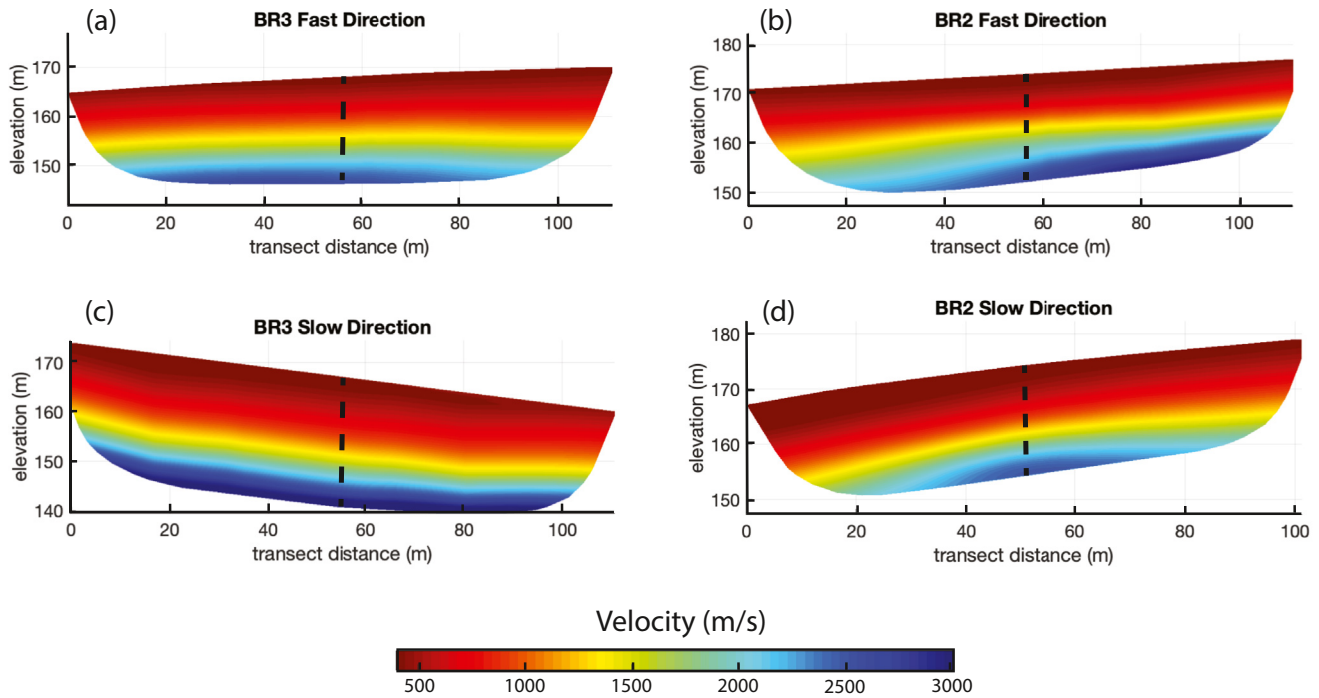 (a)
BR3 Fast Direction
170
160
150
elevation (m)
0 20 40 60 80 100
transect distance (m)
(b)
BR2 Fast Direction
180
170
160
150
elevation (m)
0 20 40 60 80 100
transect distance (m)
(c)
BR3 Slow Direction
170
160
150
140
elevation (m)
0 20 40 60 80 100
transect distance (m)
(d)
BR2 Slow Direction
180
170
160
150
elevation (m)
0 20 40 60 80 100
transect distance (m)
Velocity (m/s)
500 1000 1500 2000 2500 3000